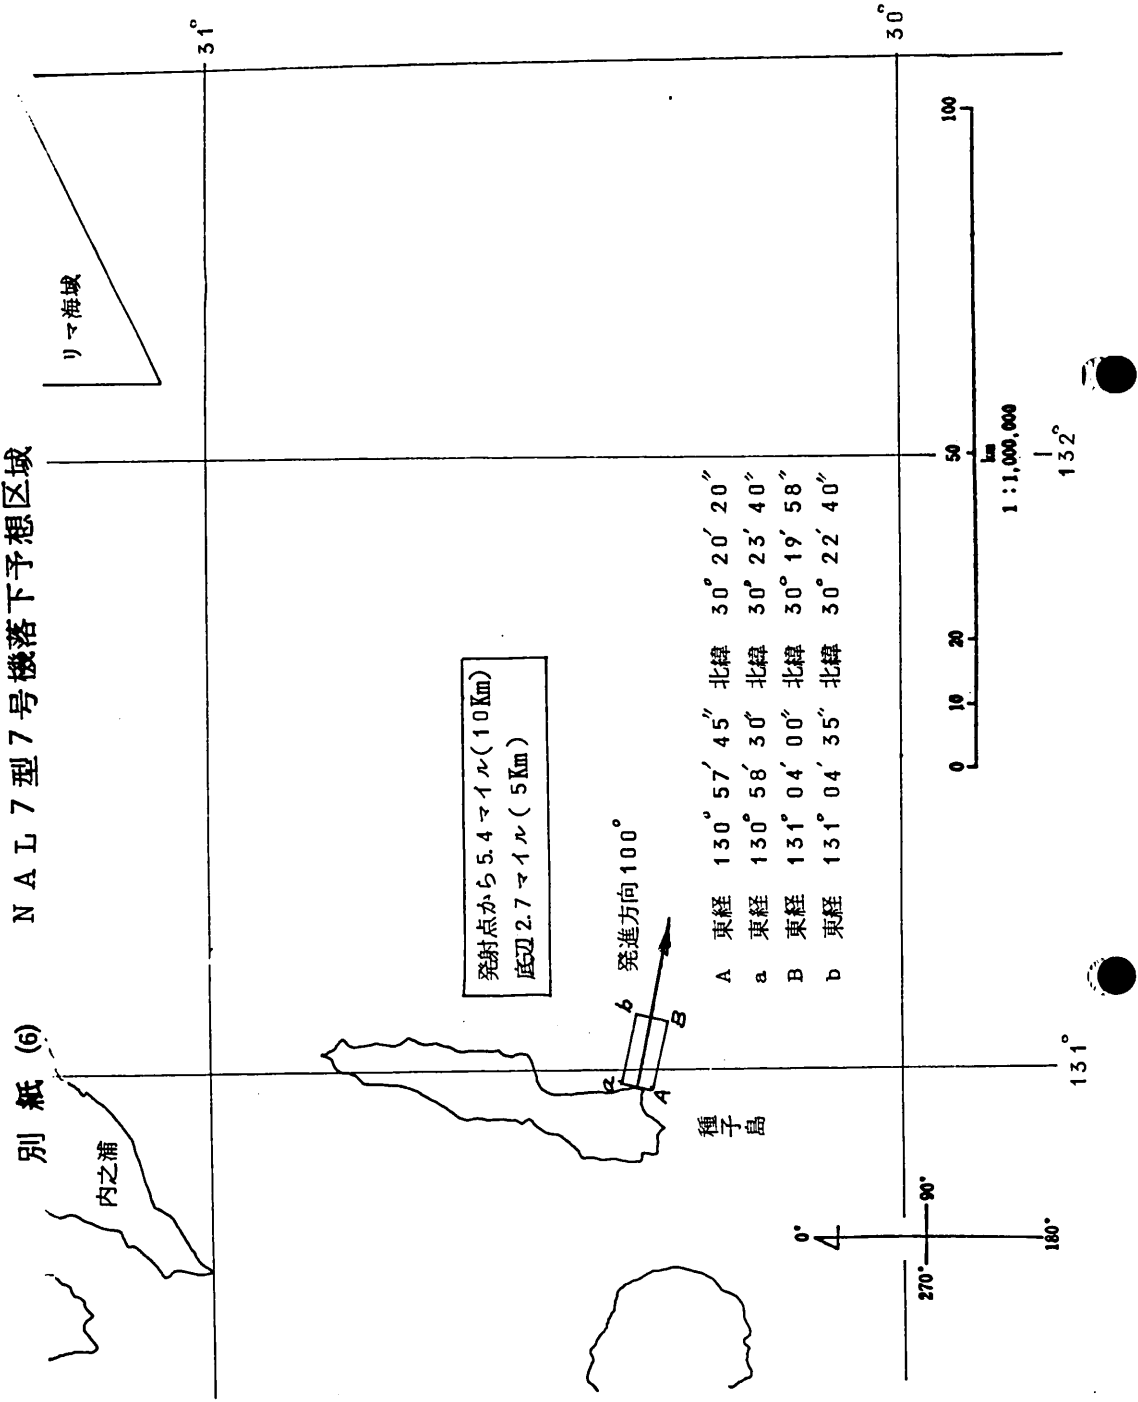 別紙 (6) NAL7型7号機落下予想区域
リマ海域
31°
30°
内之浦
発射点から5.4マイル(10Km)
底辺2.7マイル(5Km)
発進方向100°
a
b
A
B
種子島
A 東経 130° 57′ 45″ 北緯 30° 20′ 20″
a 東経 130° 58′ 30″ 北緯 30° 23′ 40″
B 東経 131° 04′ 00″ 北緯 30° 19′ 58″
b 東経 131° 04′ 35″ 北緯 30° 22′ 40″
0°
90°
180°
270°
0 10 20 50 100
km
1:1,000,000
131°
132°